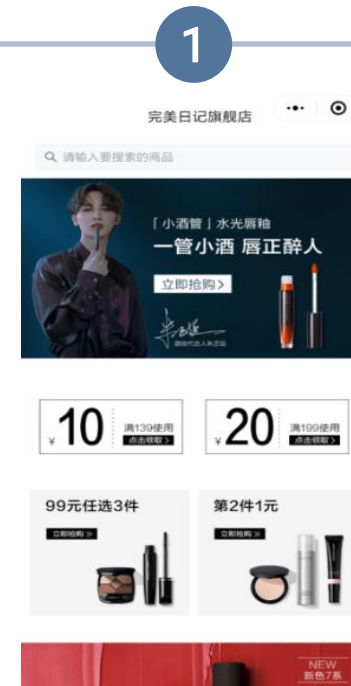 1
完美日记旗舰店
请输入要搜索的商品
「小酒管」水光唇釉
一管小酒 唇正醉人
立即抢购>
¥10
满139使用
点击领取>
¥20
满199使用
点击领取>
99元任选3件
立即抢购 >>
第2件1元
立即抢购 >>
NEW
新色7系